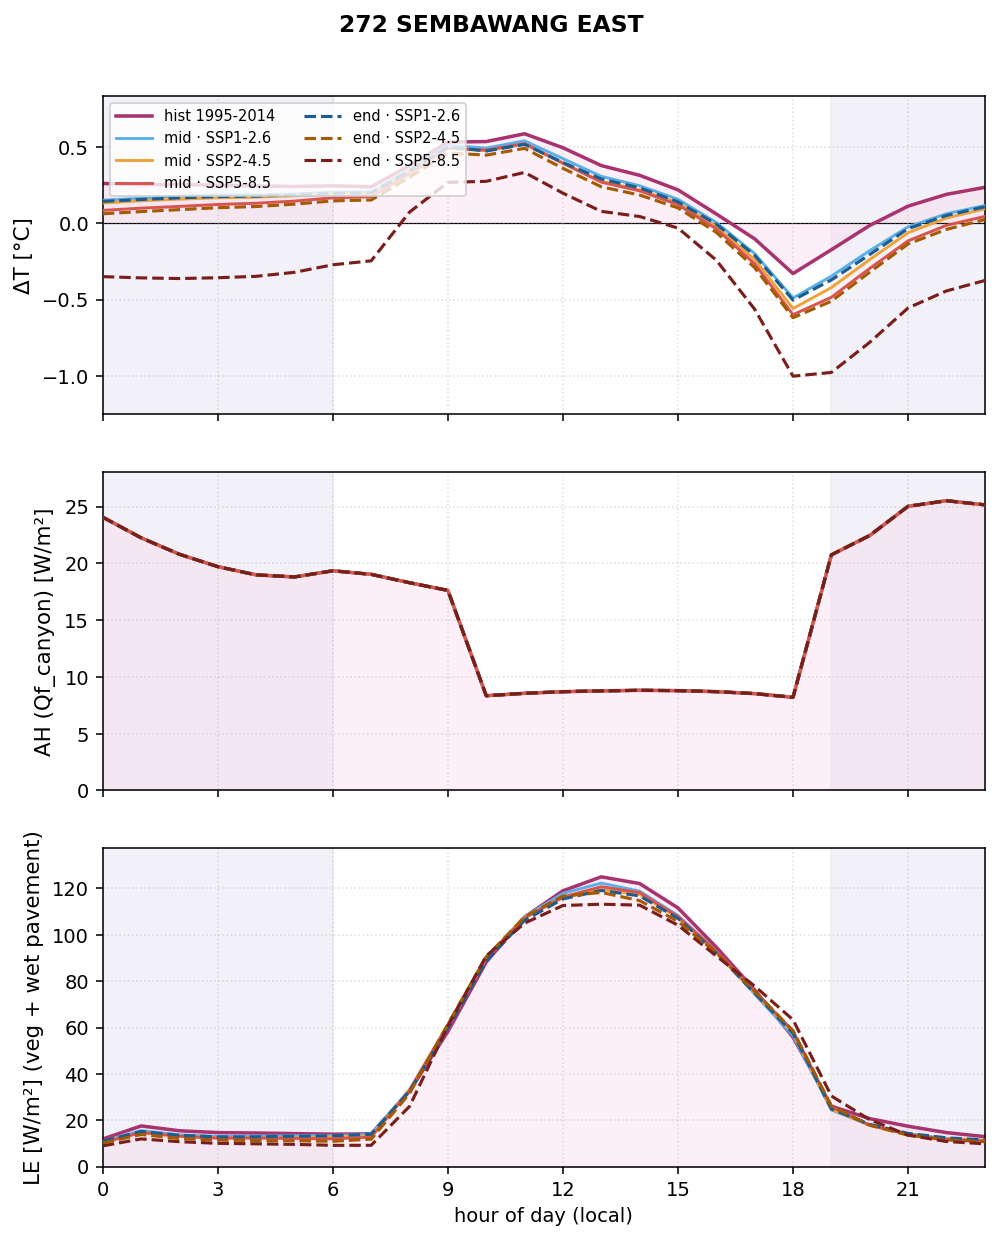 272 SEMBAWANG EAST
hist 1995-2014
mid · SSP1-2.6
mid · SSP2-4.5
mid · SSP5-8.5
end · SSP1-2.6
end · SSP2-4.5
end · SSP5-8.5
ΔT [°C]
0.5
0.0
−0.5
−1.0
AH (Qf_canyon) [W/m²]
25
20
15
10
5
0
LE [W/m²] (veg + wet pavement)
120
100
80
60
40
20
0
0 3 6 9 12 15 18 21
hour of day (local)